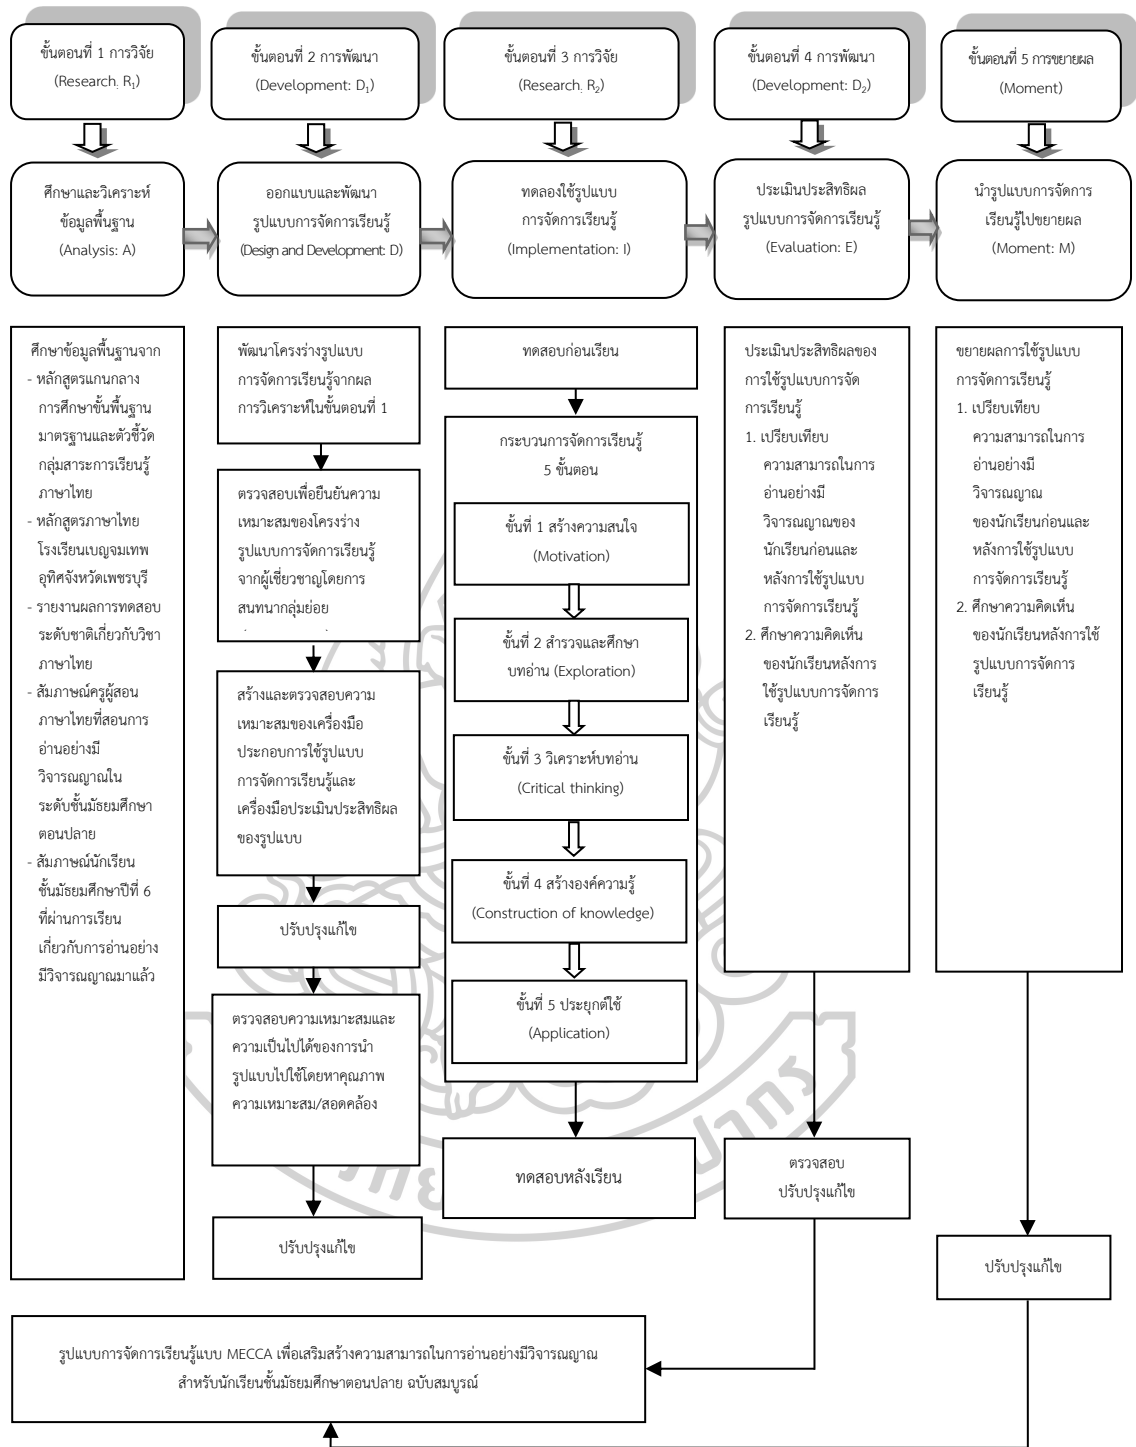 ขั้นตอนที่ 1 การวิจัย
(Research: R₁)
ขั้นตอนที่ 2 การพัฒนา
(Development: D₁)
ขั้นตอนที่ 3 การวิจัย
(Research: R₂)
ขั้นตอนที่ 4 การพัฒนา
(Development: D₂)
ขั้นตอนที่ 5 การขยายผล
(Moment)
ศึกษาและวิเคราะห์
ข้อมูลพื้นฐาน
(Analysis: A)
ออกแบบและพัฒนา
รูปแบบการจัดการเรียนรู้
(Design and Development: D)
ทดลองใช้รูปแบบ
การจัดการเรียนรู้
(Implementation: I)
ประเมินประสิทธิผล
รูปแบบการจัดการเรียนรู้
(Evaluation: E)
นำรูปแบบการจัดการ
เรียนรู้ไปขยายผล
(Moment: M)
ศึกษาข้อมูลพื้นฐานจาก
- หลักสูตรแกนกลาง
การศึกษาขั้นพื้นฐาน
มาตรฐานและตัวชี้วัด
กลุ่มสาระการเรียนรู้
ภาษาไทย
- หลักสูตรภาษาไทย
โรงเรียนเบญจมเทพ
อุทิศจังหวัดเพชรบุรี
- รายงานผลการทดสอบ
ระดับชาติเกี่ยวกับวิชา
ภาษาไทย
- สัมภาษณ์ครูผู้สอน
ภาษาไทยที่สอนการ
อ่านอย่างมี
วิจารณญาณใน
ระดับชั้นมัธยมศึกษา
ตอนปลาย
- สัมภาษณ์นักเรียน
ชั้นมัธยมศึกษาปีที่ 6
ที่ผ่านการเรียน
เกี่ยวกับการอ่านอย่าง
มีวิจารณญาณมาแล้ว
พัฒนาโครงร่างรูปแบบ
การจัดการเรียนรู้จากผล
การวิเคราะห์ในขั้นตอนที่ 1
ตรวจสอบเพื่อยืนยันความ
เหมาะสมของโครงร่าง
รูปแบบการจัดการเรียนรู้
จากผู้เชี่ยวชาญโดยการ
สนทนากลุ่มย่อย
สร้างและตรวจสอบความ
เหมาะสมของเครื่องมือ
ประกอบการใช้รูปแบบ
การจัดการเรียนรู้และ
เครื่องมือประเมินประสิทธิผล
ของรูปแบบ
ปรับปรุงแก้ไข
ตรวจสอบความเหมาะสมและ
ความเป็นไปได้ของการนำ
รูปแบบไปใช้โดยหาคุณภาพ
ความเหมาะสม/สอดคล้อง
ปรับปรุงแก้ไข
ทดสอบก่อนเรียน
กระบวนการจัดการเรียนรู้
5 ขั้นตอน
ขั้นที่ 1 สร้างความสนใจ
(Motivation)
ขั้นที่ 2 สำรวจและศึกษา
บทอ่าน (Exploration)
ขั้นที่ 3 วิเคราะห์บทอ่าน
(Critical thinking)
ขั้นที่ 4 สร้างองค์ความรู้
(Construction of knowledge)
ขั้นที่ 5 ประยุกต์ใช้
(Application)
ทดสอบหลังเรียน
ประเมินประสิทธิผลของ
การใช้รูปแบบการจัด
การเรียนรู้
1. เปรียบเทียบ
ความสามารถในการ
อ่านอย่างมี
วิจารณญาณของ
นักเรียนก่อนและ
หลังการใช้รูปแบบ
การจัดการเรียนรู้
2. ศึกษาความคิดเห็น
ของนักเรียนหลังการ
ใช้รูปแบบการจัดการ
เรียนรู้
ตรวจสอบ
ปรับปรุงแก้ไข
ขยายผลการใช้รูปแบบ
การจัดการเรียนรู้
1. เปรียบเทียบ
ความสามารถในการ
อ่านอย่างมี
วิจารณญาณ
ของนักเรียนก่อนและ
หลังการใช้รูปแบบ
การจัดการเรียนรู้
2. ศึกษาความคิดเห็น
ของนักเรียนหลังการใช้
รูปแบบการจัดการ
เรียนรู้
ปรับปรุงแก้ไข
รูปแบบการจัดการเรียนรู้แบบ MECCA เพื่อเสริมสร้างความสามารถในการอ่านอย่างมีวิจารณญาณ
สำหรับนักเรียนชั้นมัธยมศึกษาตอนปลาย ฉบับสมบูรณ์